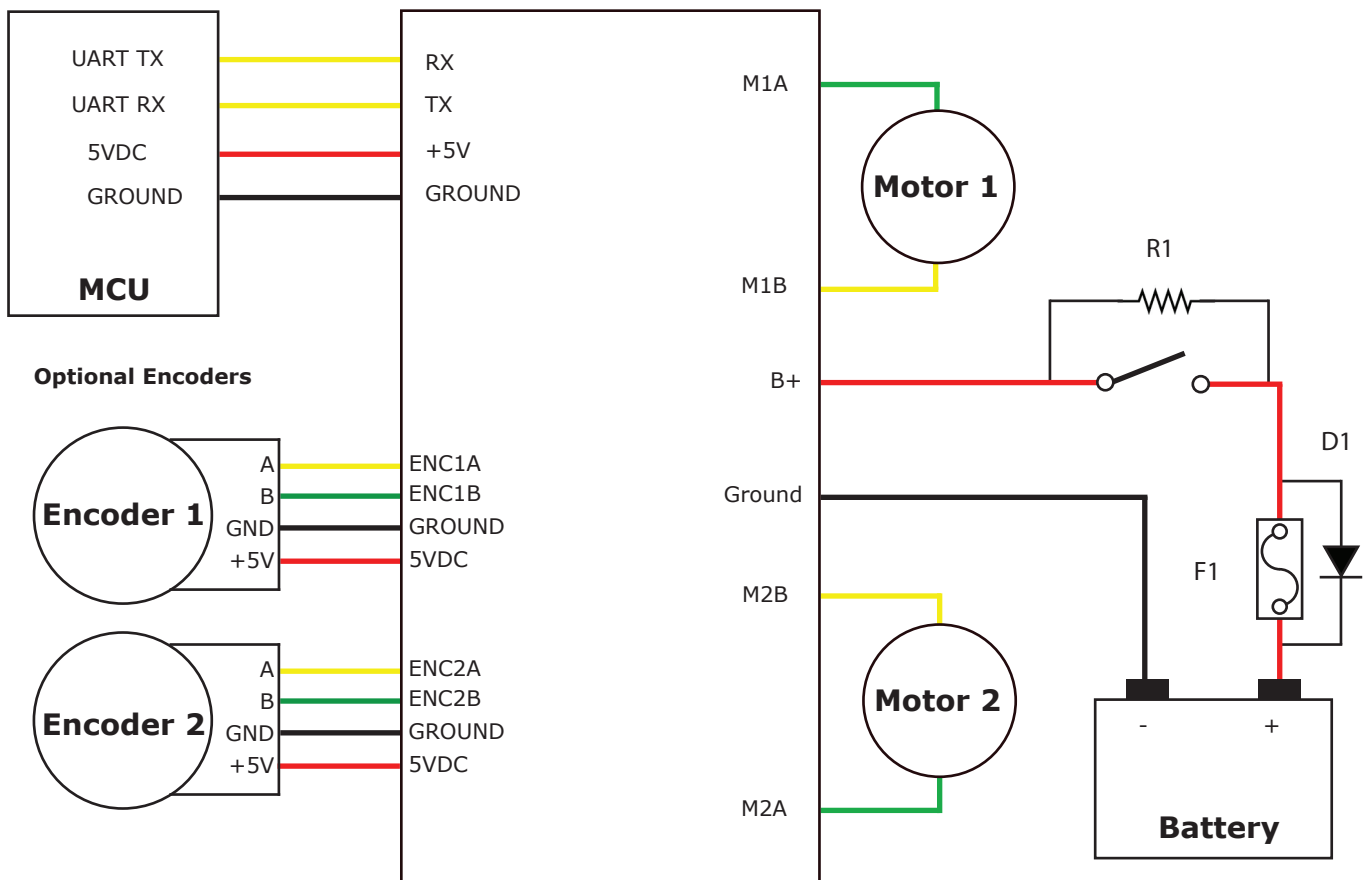 UART TX
UART RX
5VDC
GROUND
MCU
RX
TX
+5V
GROUND
Optional Encoders
Encoder 1
A
B
GND
+5V
ENC1A
ENC1B
GROUND
5VDC
Encoder 2
A
B
GND
+5V
ENC2A
ENC2B
GROUND
5VDC
M1A
Motor 1
M1B
R1
B+
D1
Ground
F1
M2B
Motor 2
M2A
- +
Battery